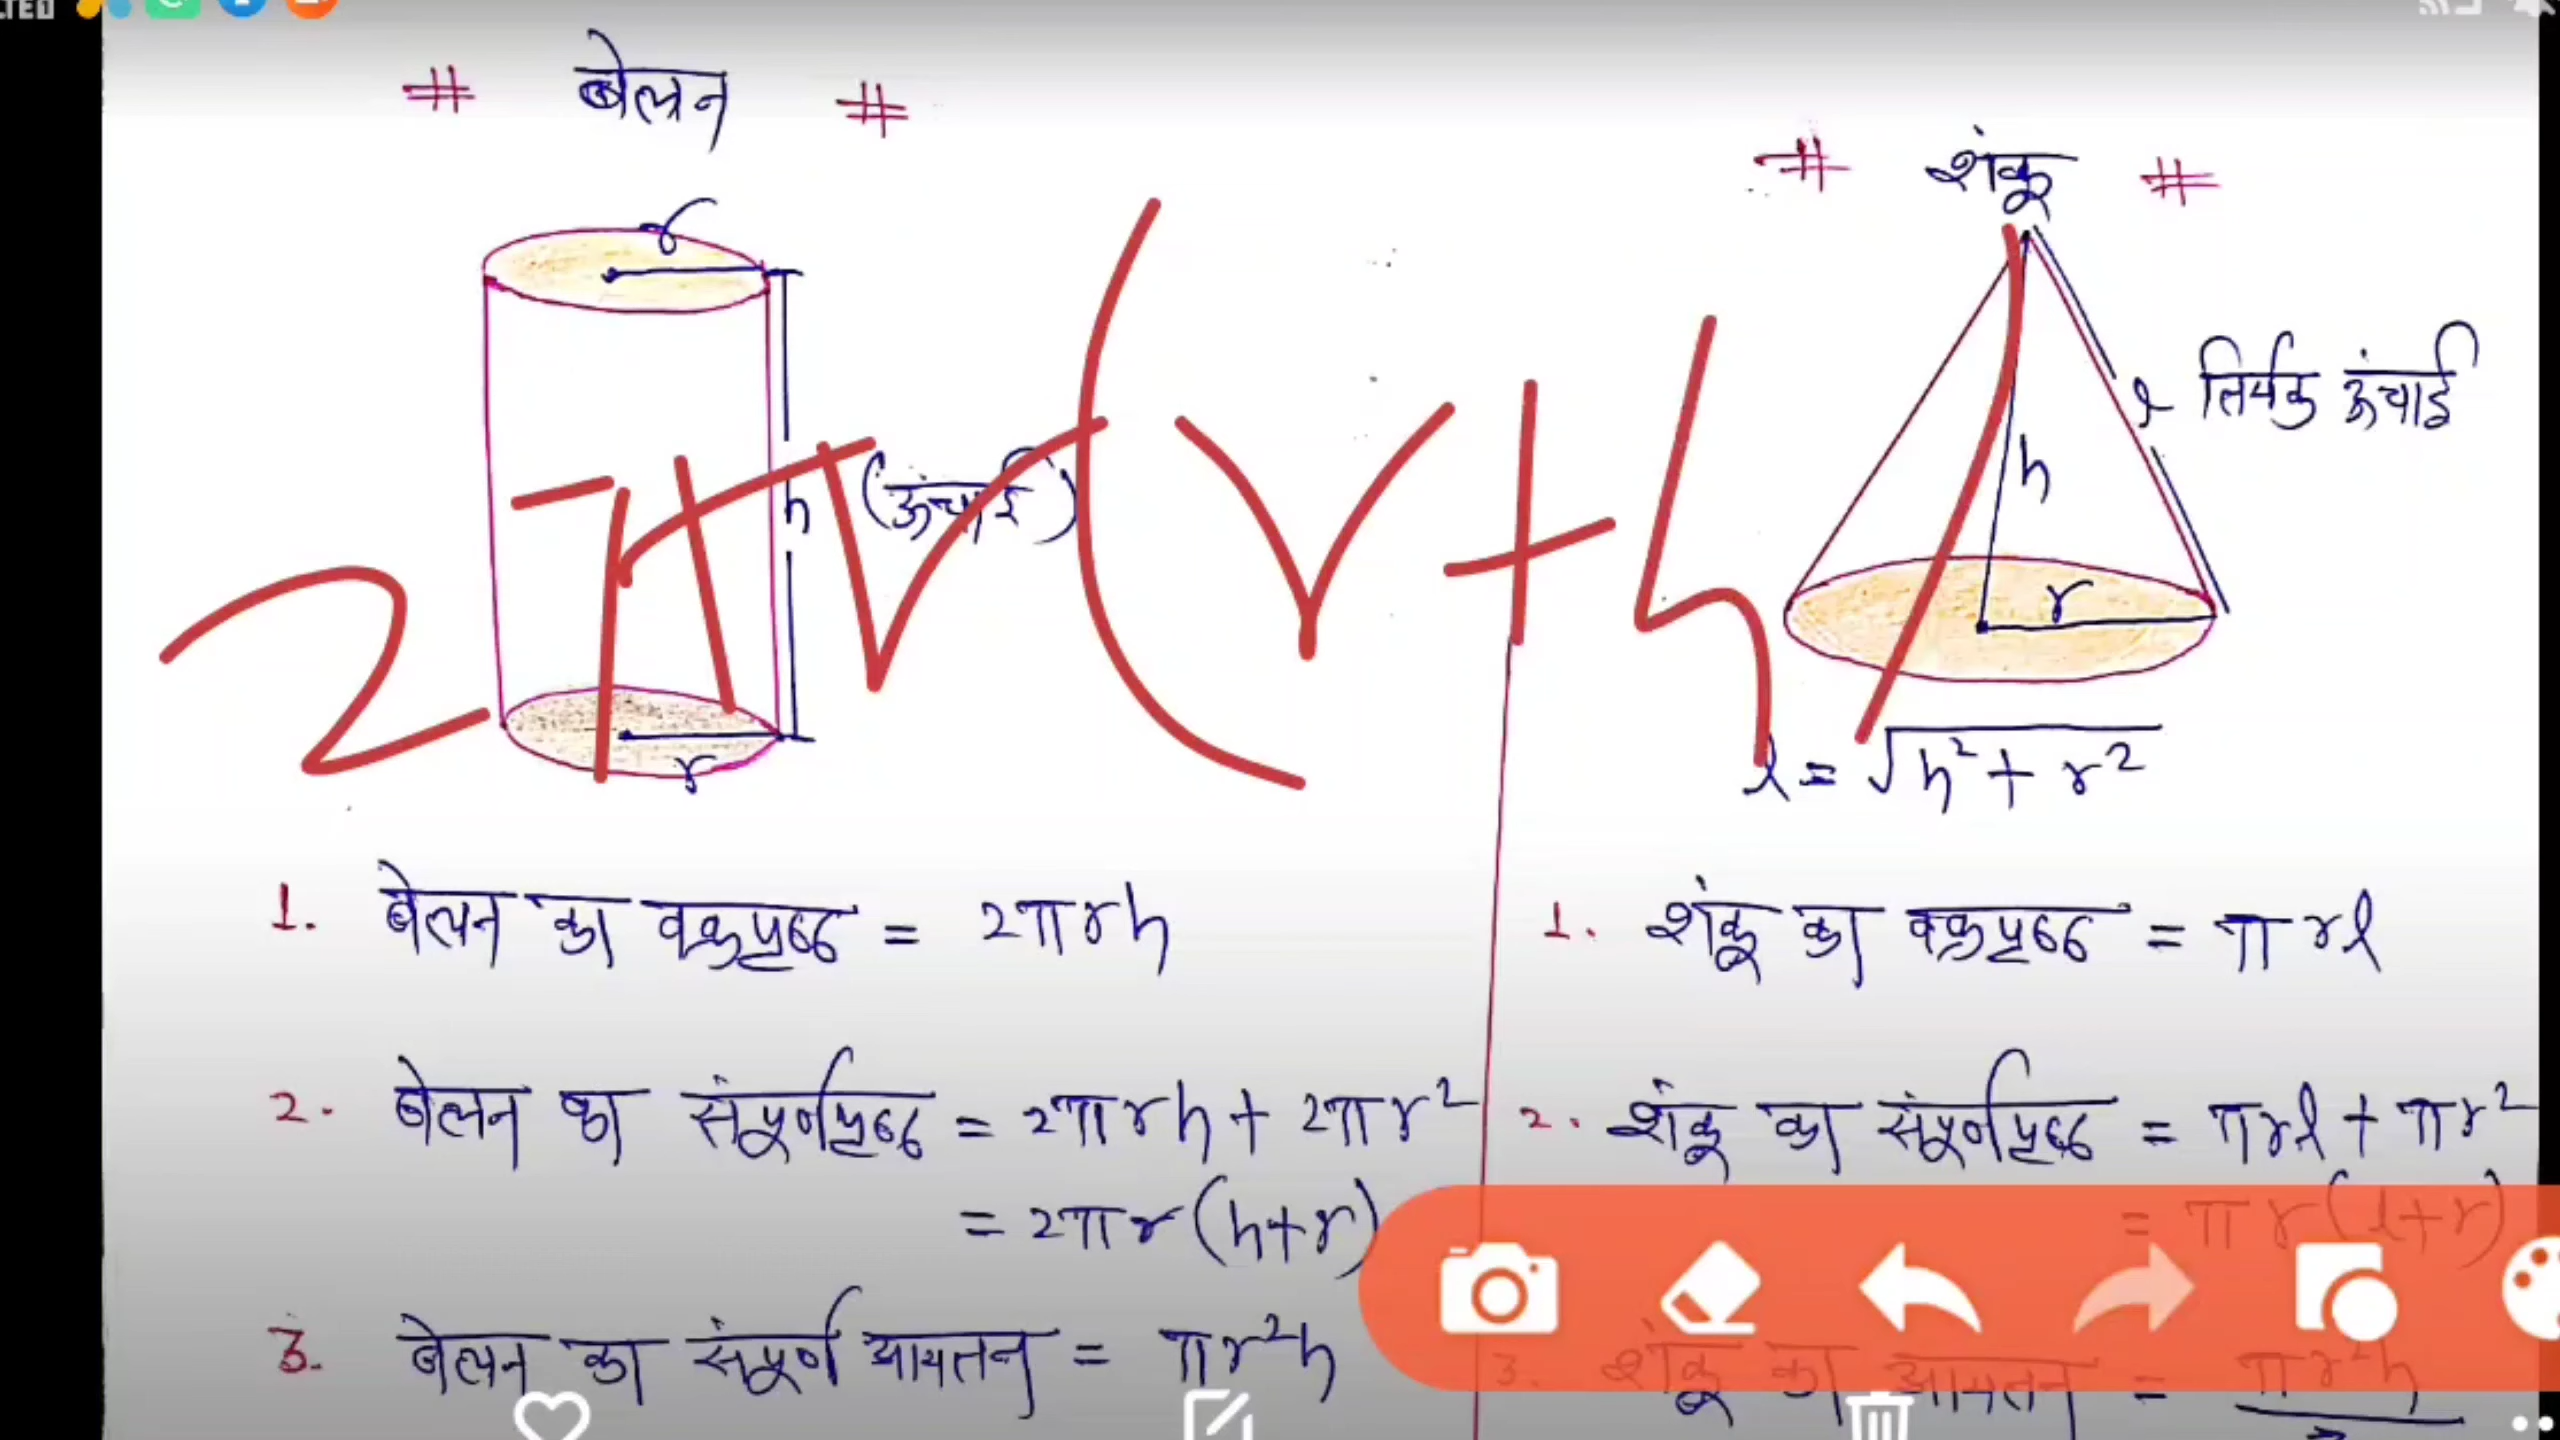 # बेलन #
r
h (ऊंचाई)
r
1. बेलन का वक्रपृष्ठ = 2πrh
2. बेलन का संपूर्णपृष्ठ = 2πrh + 2πr²
= 2πr(h+r)
3. बेलन का संपूर्ण आयतन = πr²h
2πr(r+h)
# शंकु #
l तिर्यक ऊंचाई
h
r
l = √h² + r²
1. शंकु का वक्रपृष्ठ = πrl
2. शंकु का संपूर्णपृष्ठ = πrl + πr²
= πr(l+r)
3. शंकु का आयतन = πr²h